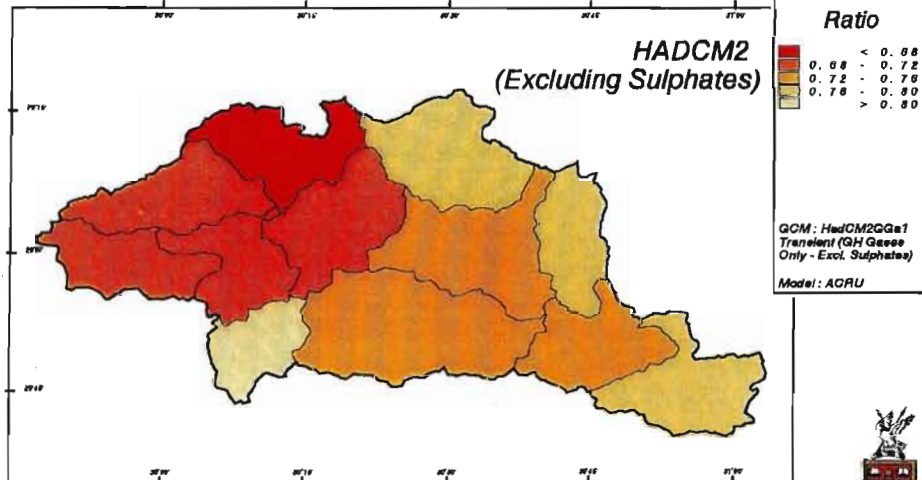 HADCM2
(Excluding Sulphates)
Ratio
< 0.68
0.68 - 0.72
0.72 - 0.76
0.76 - 0.80
> 0.80
GCM : HadCM2GGa1
Transient (GH Gases
Only - Excl. Sulphates)
Model : ACRU